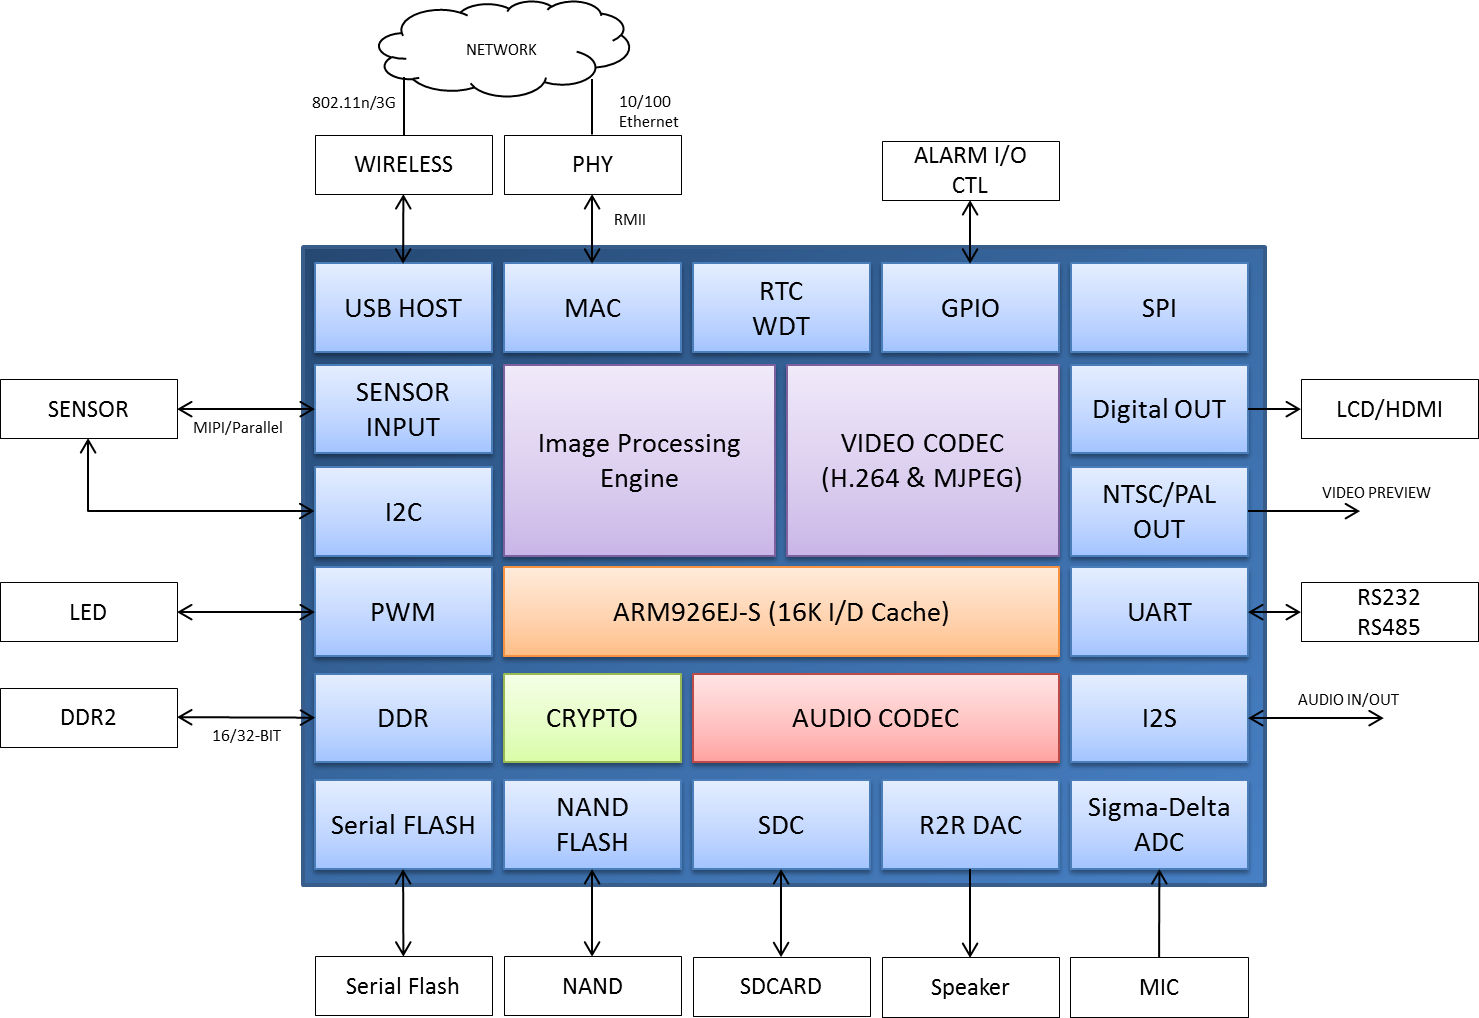 NETWORK
802.11n/3G
10/100
Ethernet
WIRELESS
PHY
ALARM I/O
CTL
RMII
USB HOST
MAC
RTC
WDT
GPIO
SPI
SENSOR
MIPI/Parallel
SENSOR
INPUT
Image Processing
Engine
VIDEO CODEC
(H.264 & MJPEG)
Digital OUT
LCD/HDMI
I2C
NTSC/PAL
OUT
VIDEO PREVIEW
LED
PWM
ARM926EJ-S (16K I/D Cache)
UART
RS232
RS485
DDR2
16/32-BIT
DDR
CRYPTO
AUDIO CODEC
I2S
AUDIO IN/OUT
Serial FLASH
NAND
FLASH
SDC
R2R DAC
Sigma-Delta
ADC
Serial Flash
NAND
SDCARD
Speaker
MIC